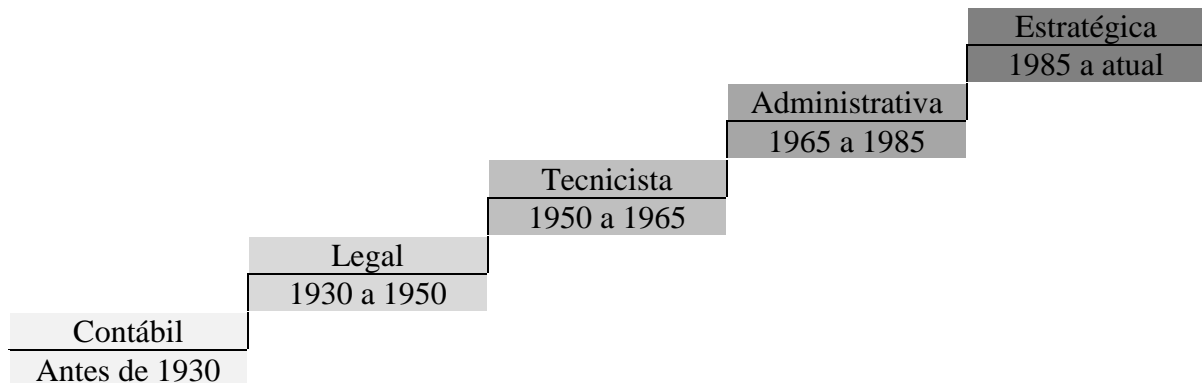 Estratégica
1985 a atual
Administrativa
1965 a 1985
Tecnicista
1950 a 1965
Legal
1930 a 1950
Contábil
Antes de 1930